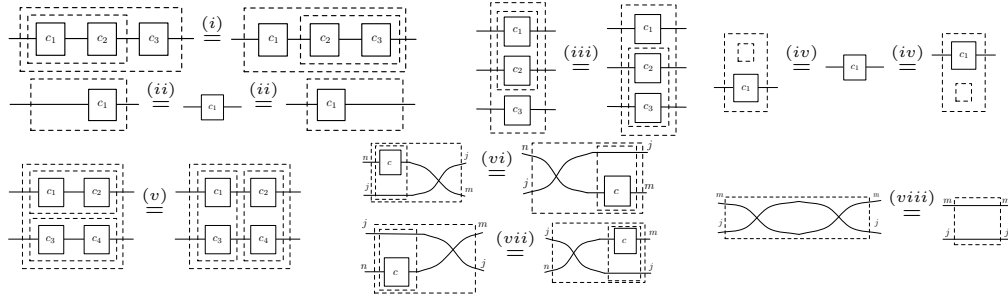 c₁ c₂ c₃ (i) = c₁ c₂ c₃
c₁ (ii) = c₁ (ii) = c₁
c₁ c₂ c₃ (iii) = c₁ c₂ c₃
c₁ (iv) = c₁ (iv) = c₁
c₁ c₂ c₃ c₄ (v) = c₁ c₂ c₃ c₄
n c j j m (vi) = n j c j m
j n c m j (vii) = j n c m j
m j m j (viii) = m j m j